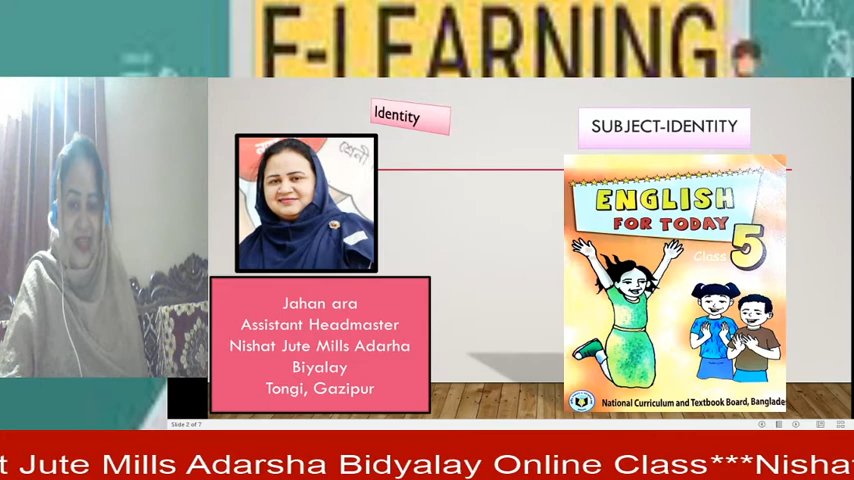 E-LEARNING
Identity
SUBJECT-IDENTITY
শ্রেনী
ENGLISH
FOR TODAY
Class 5
Jahan ara
Assistant Headmaster
Nishat Jute Mills Adarha
Biyalay
Tongi, Gazipur
National Curriculum and Textbook Board, Banglades
Slide 2 of 7
t Jute Mills Adarsha Bidyalay Online Class***Nisha